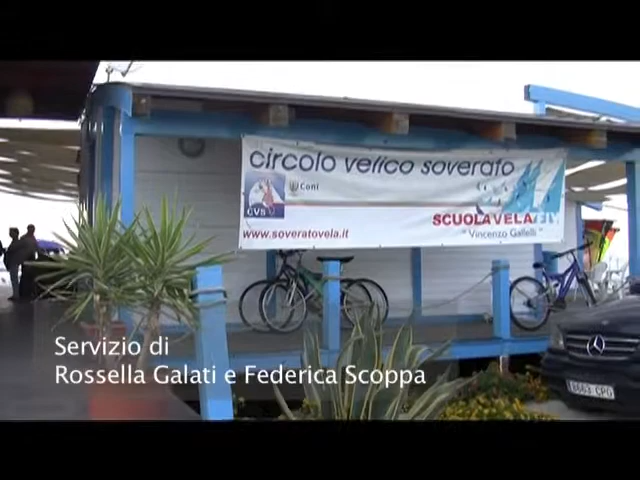 circolo velico soverato
Coni
CVS
SCUOLAVELA
www.soveratovela.it
"Vincenzo Gallelli"
Servizio di
Rossella Galati e Federica Scoppa